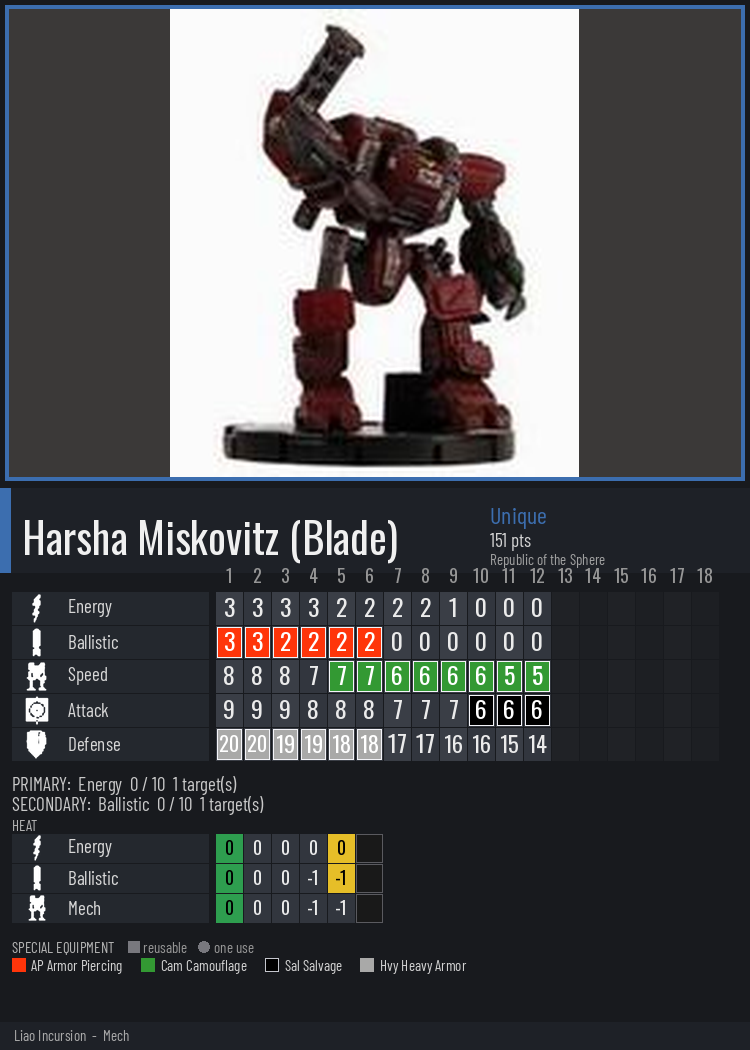 Harsha Miskovitz (Blade)
Unique
151 pts
Republic of the Sphere
1 2 3 4 5 6 7 8 9 10 11 12 13 14 15 16 17 18
Energy 3 3 3 3 2 2 2 2 1 0 0 0
Ballistic 3 3 2 2 2 2 0 0 0 0 0 0
Speed 8 8 8 7 7 7 6 6 6 6 5 5
Attack 9 9 9 8 8 8 7 7 7 6 6 6
Defense 20 20 19 19 18 18 17 17 16 16 15 14
PRIMARY: Energy 0 / 10 1 target(s)
SECONDARY: Ballistic 0 / 10 1 target(s)
HEAT
Energy 0 0 0 0 0
Ballistic 0 0 0 -1 -1
Mech 0 0 0 -1 -1
SPECIAL EQUIPMENT reusable one use
AP Armor Piercing Cam Camouflage Sal Salvage Hvy Heavy Armor
Liao Incursion - Mech